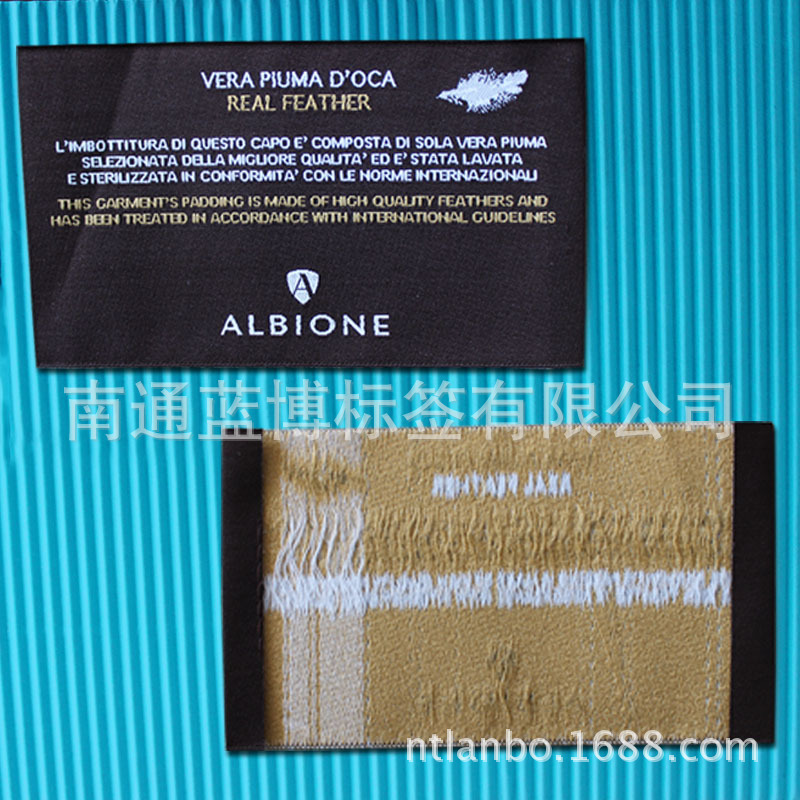 VERA PIUMA D'OCA
REAL FEATHER
L'IMBOTTITURA DI QUESTO CAPO E' COMPOSTA DI SOLA VERA PIUMA
SELEZIONATA DELLA MIGLIORE QUALITA' ED E' STATA LAVATA
E STERILIZZATA IN CONFORMITA' CON LE NORME INTERNAZIONALI
THIS GARMENT'S PADDING IS MADE OF HIGH QUALITY FEATHERS AND
HAS BEEN TREATED IN ACCORDANCE WITH INTERNATIONAL GUIDELINES
A
ALBIONE
南通蓝博标签有限公司
ntlanbo.1688.com